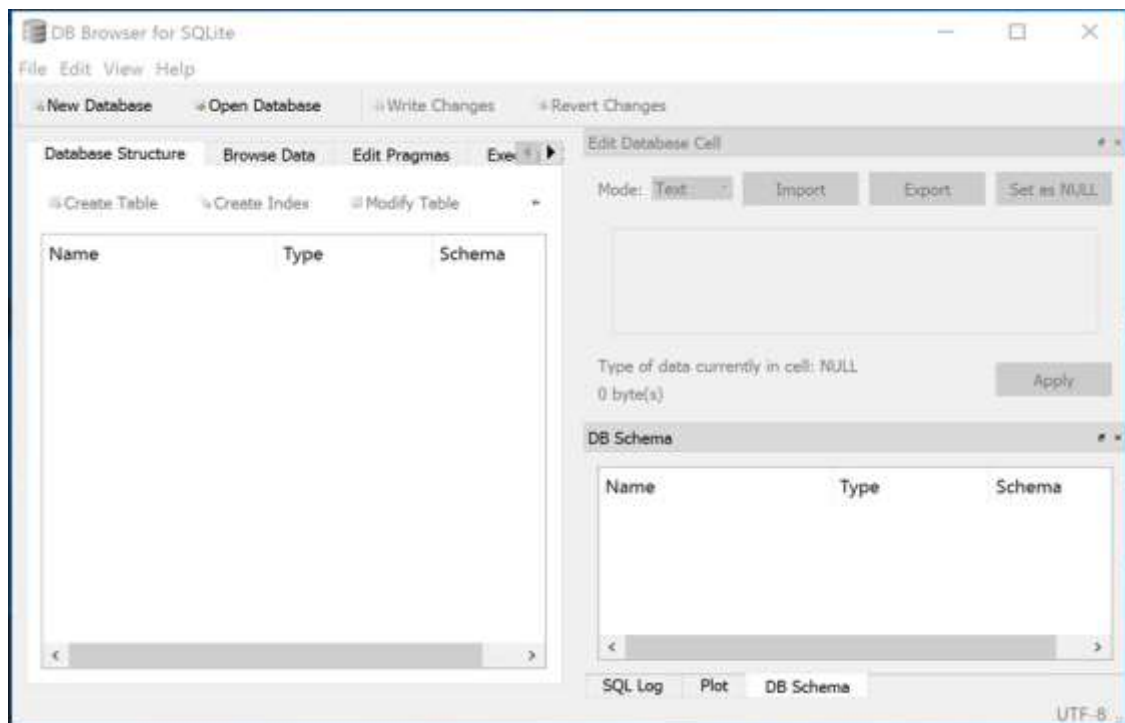 DB Browser for SQLite
File Edit View Help
New Database Open Database Write Changes Revert Changes
Database Structure Browse Data Edit Pragmas Exe
Create Table Create Index Modify Table
Name Type Schema
Edit Database Cell
Mode: Text Import Export Set as NULL
Type of data currently in cell: NULL
0 byte(s)
Apply
DB Schema
Name Type Schema
SQL Log Plot DB Schema
UTF-8